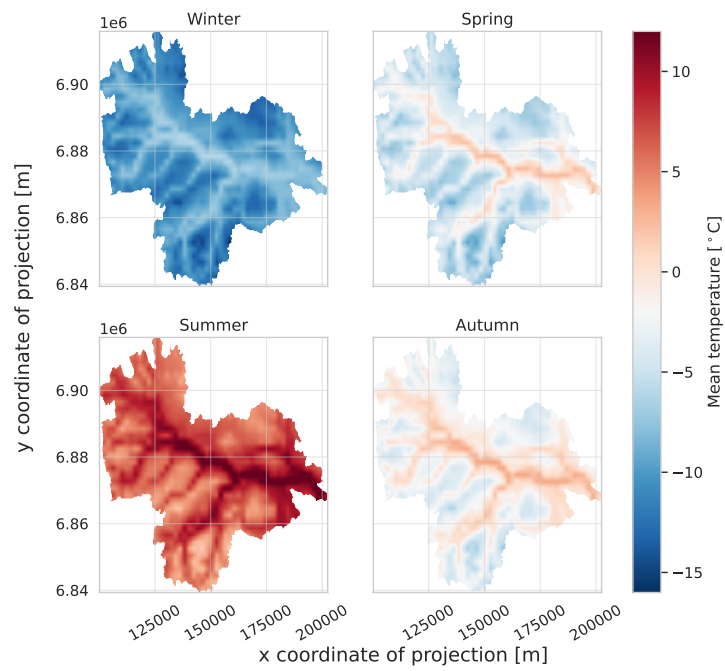 Winter
Spring
1e6
6.90
6.88
6.86
6.84
Summer
Autumn
1e6
6.90
6.88
6.86
6.84
125000
150000
175000
200000
125000
150000
175000
200000
x coordinate of projection [m]
y coordinate of projection [m]
10
5
0
−5
−10
−15
Mean temperature [°C]